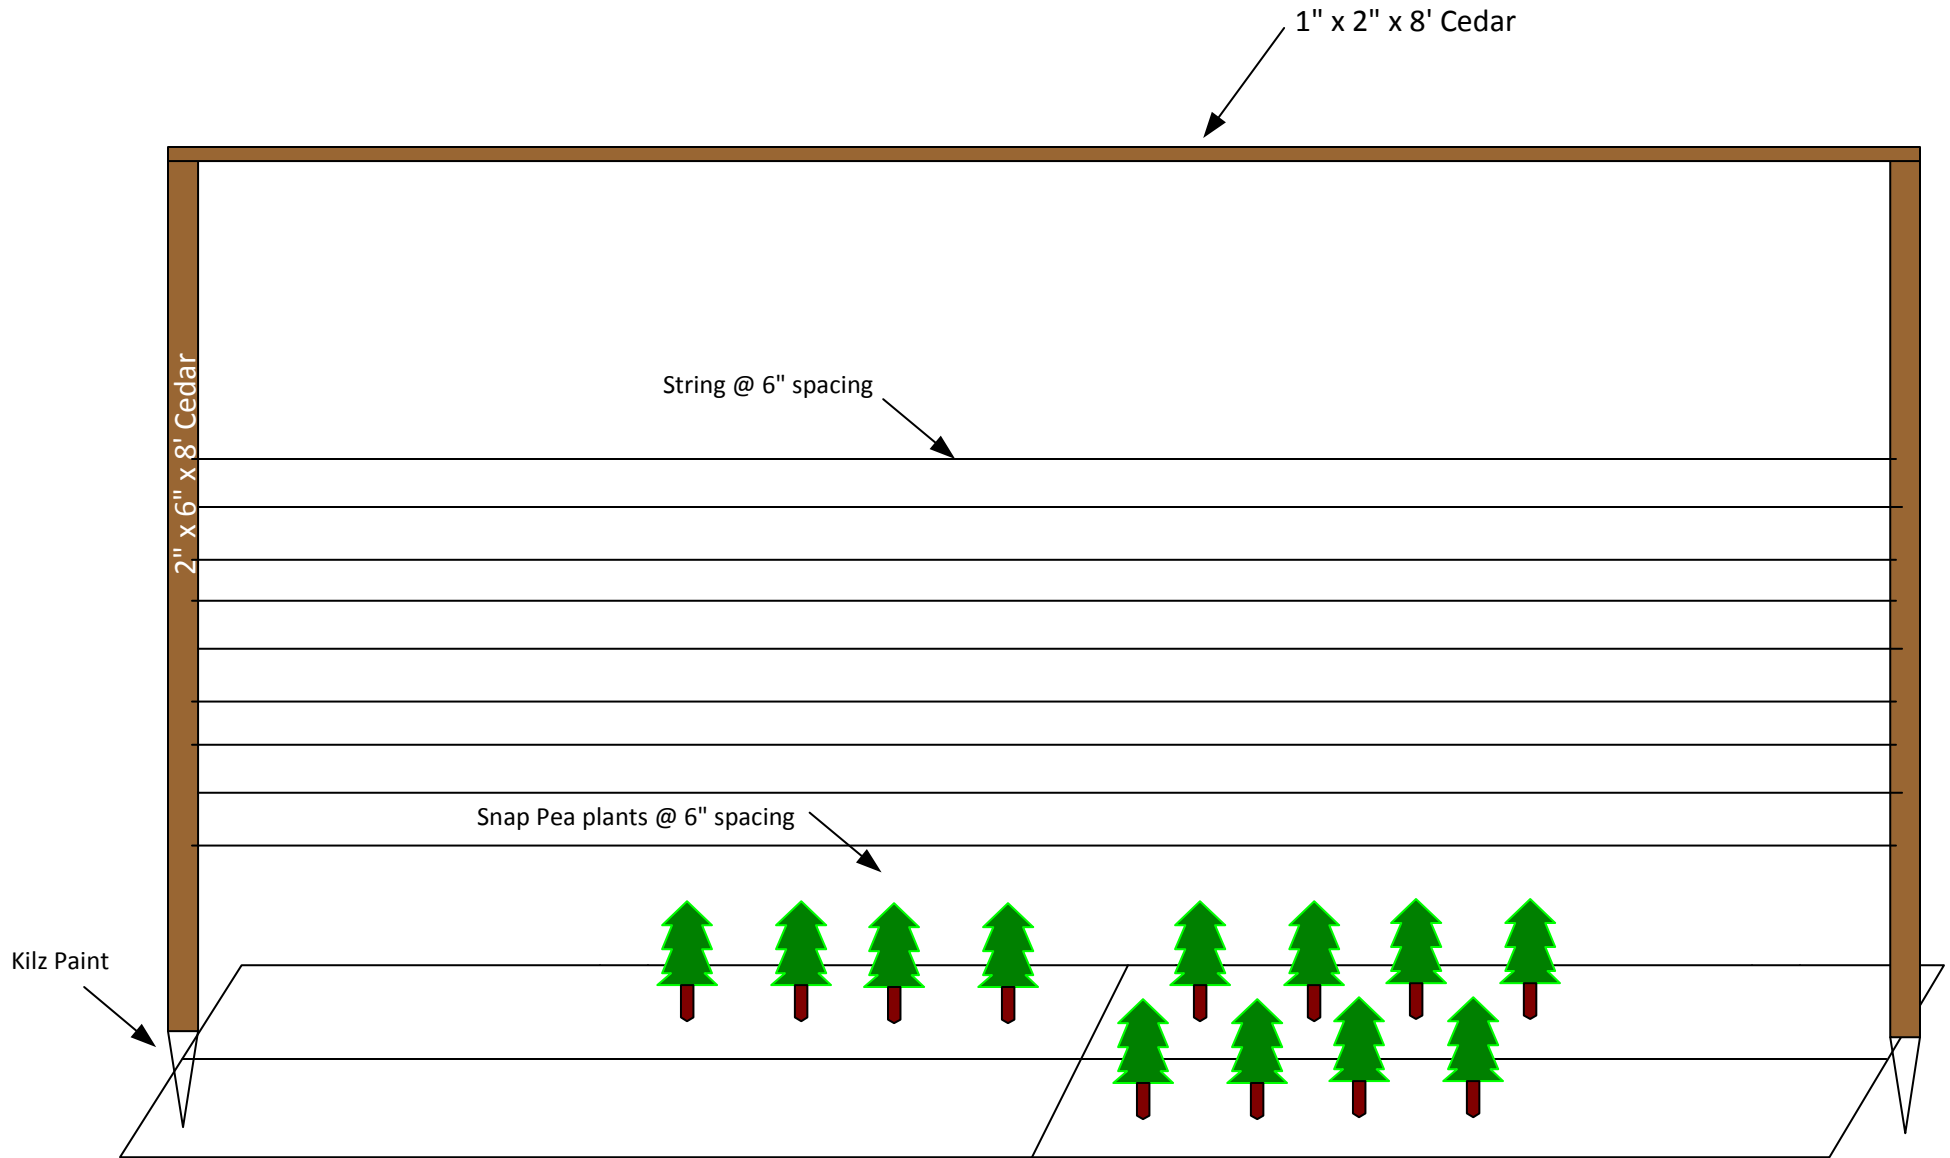 1" x 2" x 8' Cedar
2" x 6" x 8' Cedar
String @ 6" spacing
Snap Pea plants @ 6" spacing
Kilz Paint